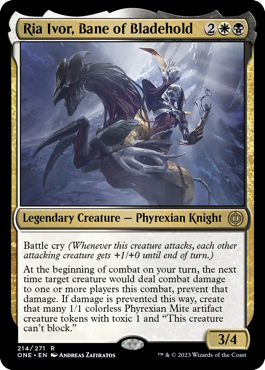 Ria Ivor, Bane of Bladehold 2
Legendary Creature — Phyrexian Knight
Battle cry (Whenever this creature attacks, each other
attacking creature gets +1/+0 until end of turn.)
At the beginning of combat on your turn, the next
time target creature would deal combat damage
to one or more players this combat, prevent that
damage. If damage is prevented this way, create
that many 1/1 colorless Phyrexian Mite artifact
creature tokens with toxic 1 and “This creature
can’t block.”
3/4
214/271 R
ONE • EN ANDREAS ZAFIRATOS
™ & © 2023 Wizards of the Coast